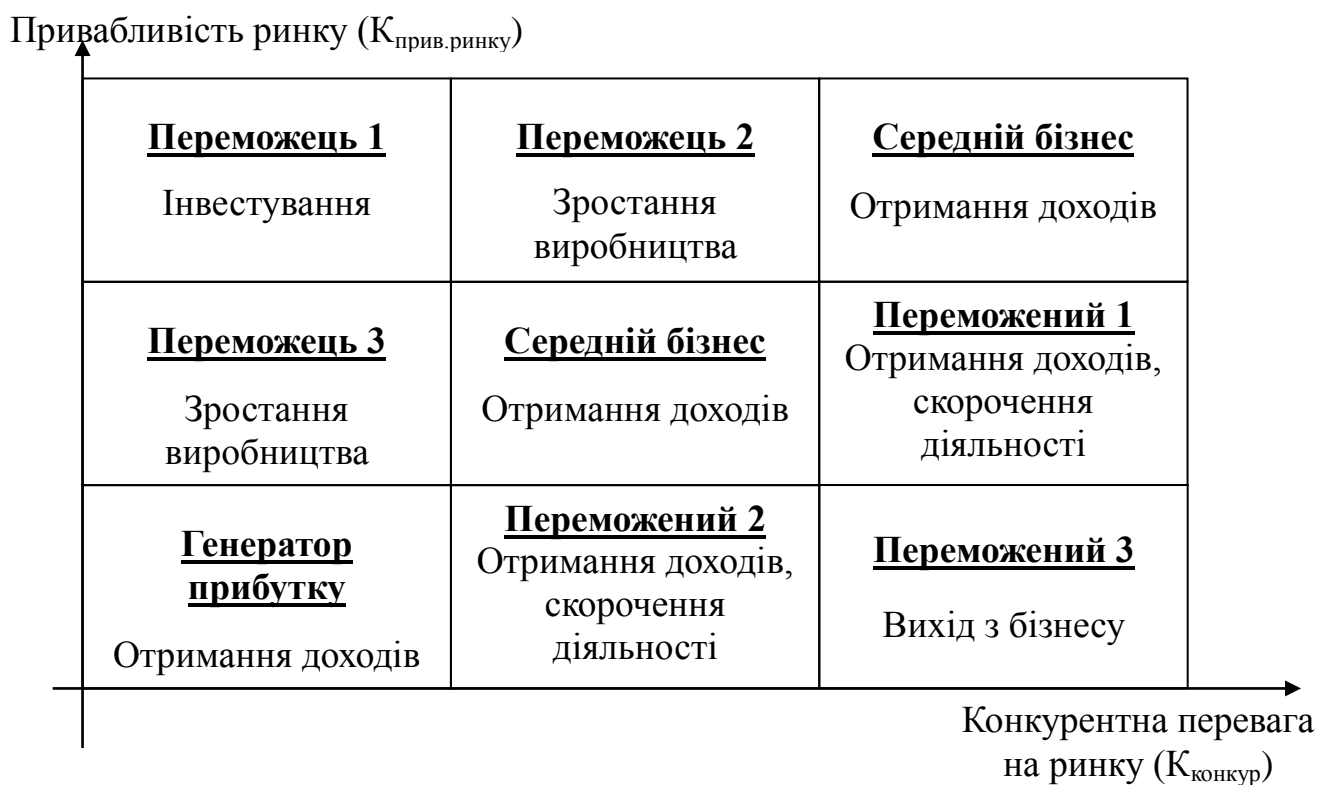 Привабливість ринку (Кприв.ринку)
Переможець 1
Інвестування
Переможець 2
Зростання
виробництва
Середній бізнес
Отримання доходів
Переможець 3
Зростання
виробництва
Середній бізнес
Отримання доходів
Переможений 1
Отримання доходів,
скорочення
діяльності
Генератор
прибутку
Отримання доходів
Переможений 2
Отримання доходів,
скорочення
діяльності
Переможений 3
Вихід з бізнесу
Конкурентна перевага
на ринку (Кконкур)